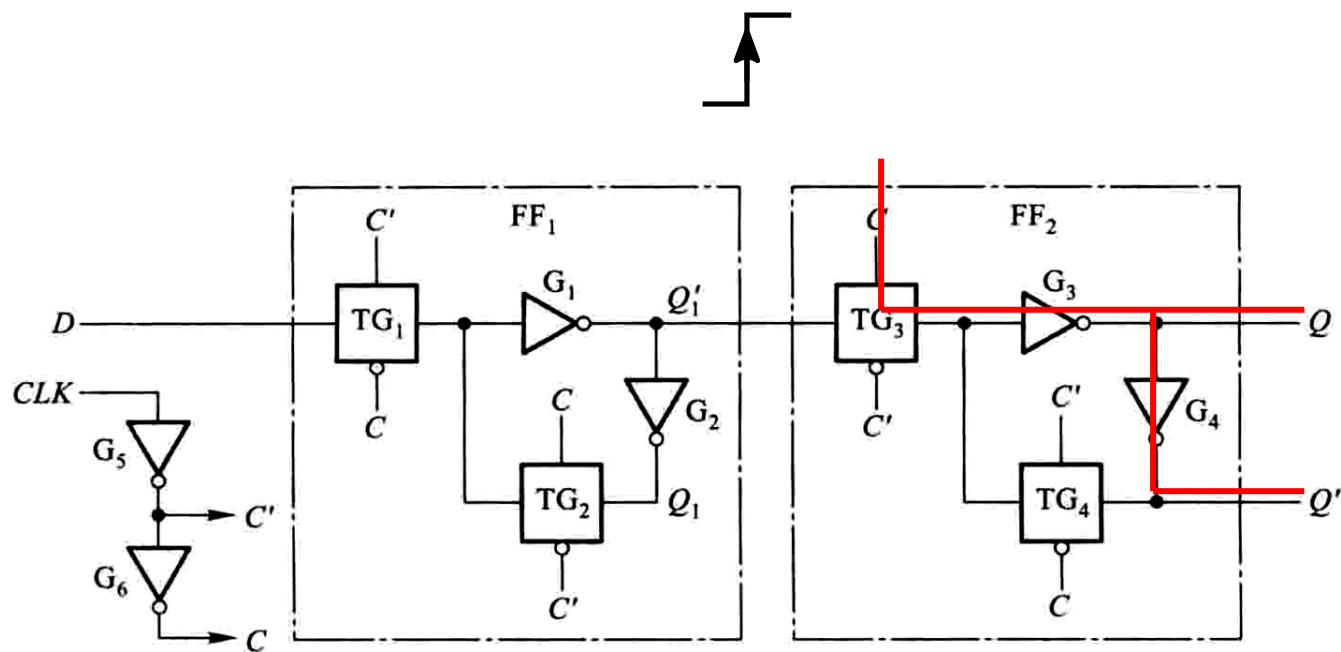 C'
FF₁
C
FF₂
G₁
Q₁'
G₃
D
TG₁
TG₃
Q
CLK
C
C
G₂
C'
C'
G₄
G₅
TG₂
Q₁
TG₄
Q'
C'
G₆
C'
C
C